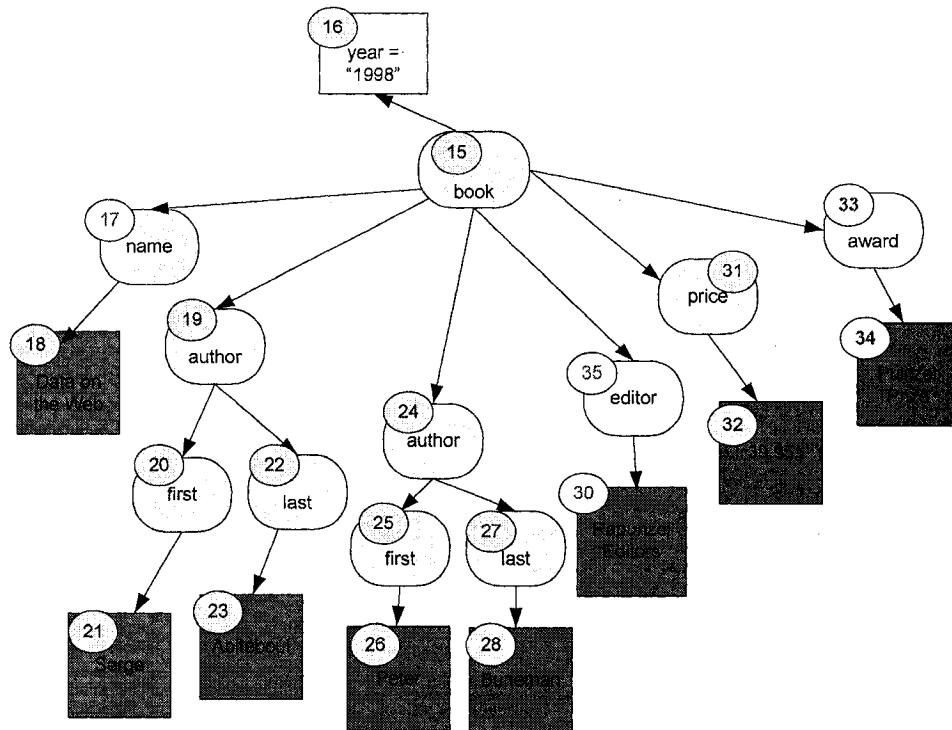 16
year =
"1998"
15
book
17
name
33
award
31
price
19
author
18
Data on
the Web
34
35
editor
24
author
32
20
first
22
last
30
Editors
25
first
27
last
21
Serge
23
Abiteboul
26
Peter
28
Buneman